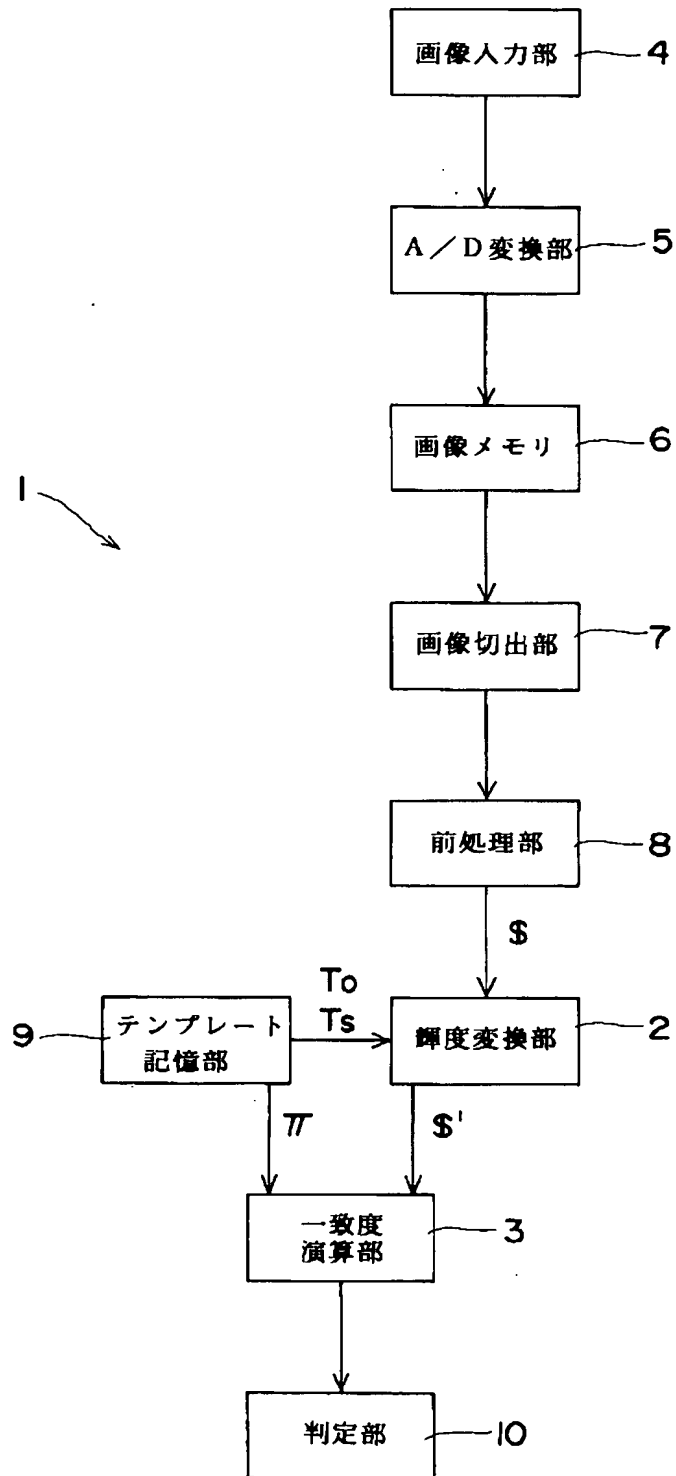 画像入力部 4
A／D変換部 5
画像メモリ 6
1
画像切出部 7
前処理部 8
$
To
Ts
9 テンプレート
記憶部
輝度変換部 2
T $'
一致度
演算部 3
判定部 10